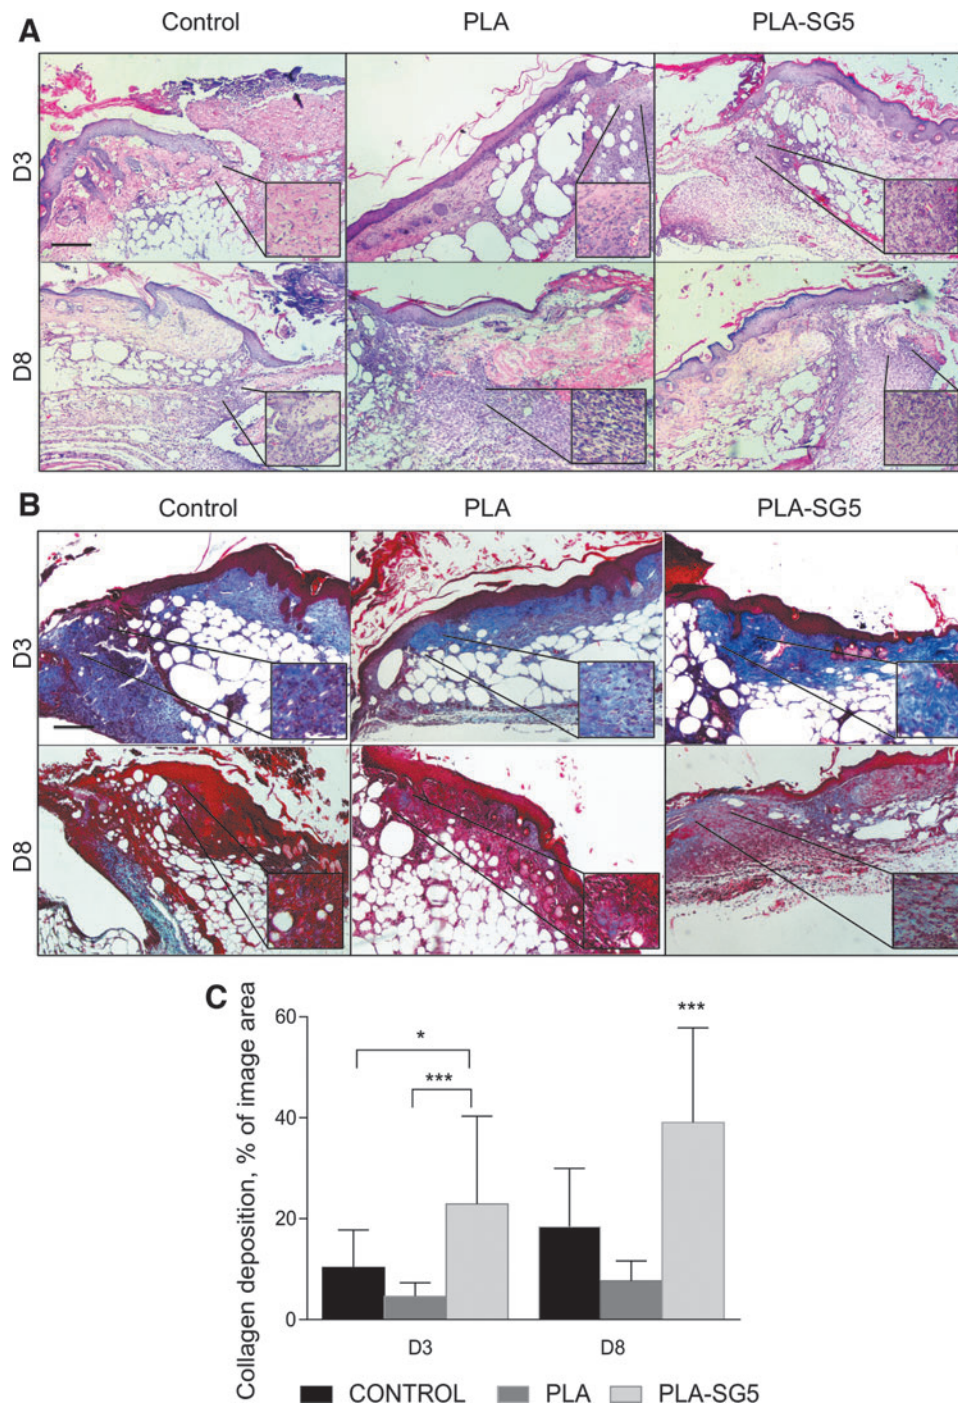 A
Control PLA PLA-SG5
D3
D8
B
Control PLA PLA-SG5
D3
D8
C
Collagen deposition, % of image area
60
40
20
0
*
***
***
D3 D8
CONTROL PLA PLA-SG5